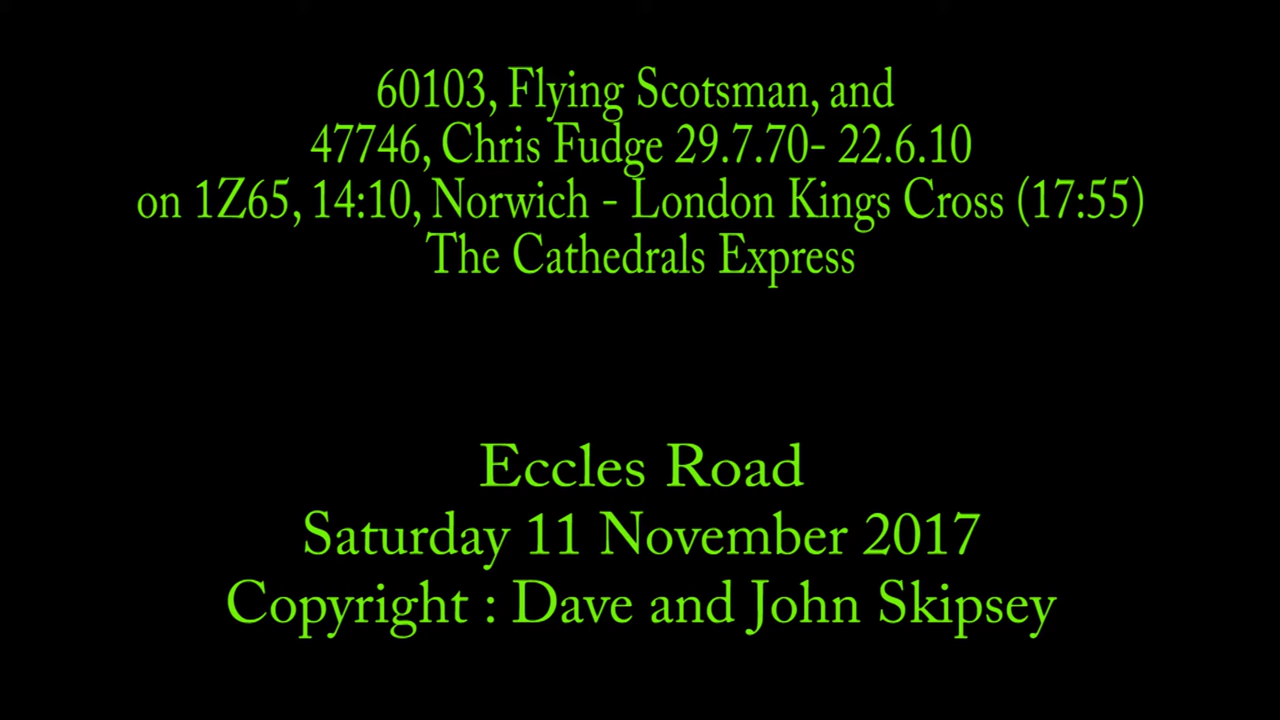 60103, Flying Scotsman, and
47746, Chris Fudge 29.7.70- 22.6.10
on 1Z65, 14:10, Norwich - London Kings Cross (17:55)
The Cathedrals Express
Eccles Road
Saturday 11 November 2017
Copyright : Dave and John Skipsey